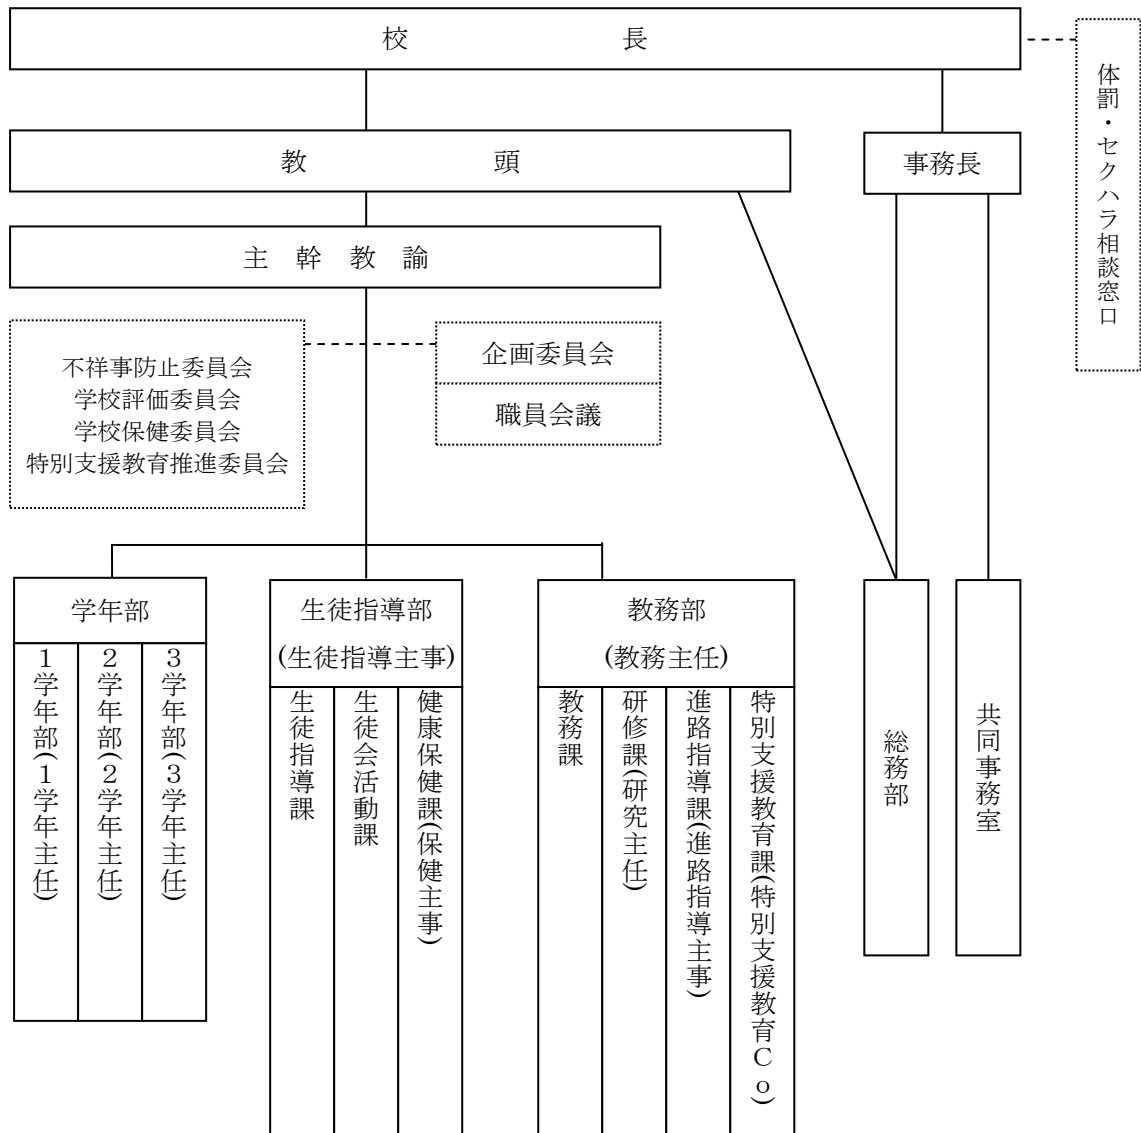 校長
体罰・セクハラ相談窓口
教頭
事務長
主幹教諭
不祥事防止委員会
学校評価委員会
学校保健委員会
特別支援教育推進委員会
企画委員会
職員会議
学年部
1学年部(1学年主任)
2学年部(2学年主任)
3学年部(3学年主任)
生徒指導部
(生徒指導主事)
生徒指導課
生徒会活動課
健康保健課(保健主事)
教務部
(教務主任)
教務課
研修課(研究主任)
進路指導課(進路指導主事)
特別支援教育課(特別支援教育Co)
総務部
共同事務室